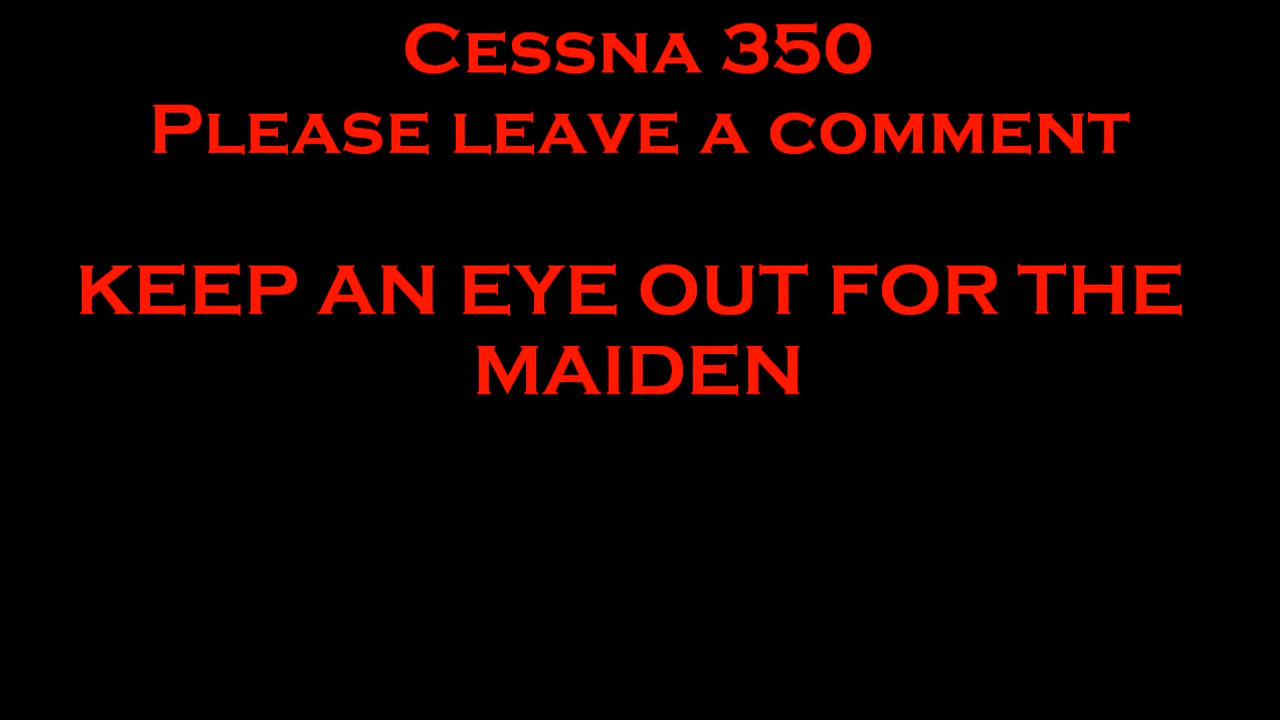 Cessna 350
Please leave a comment
KEEP AN EYE OUT FOR THE
MAIDEN